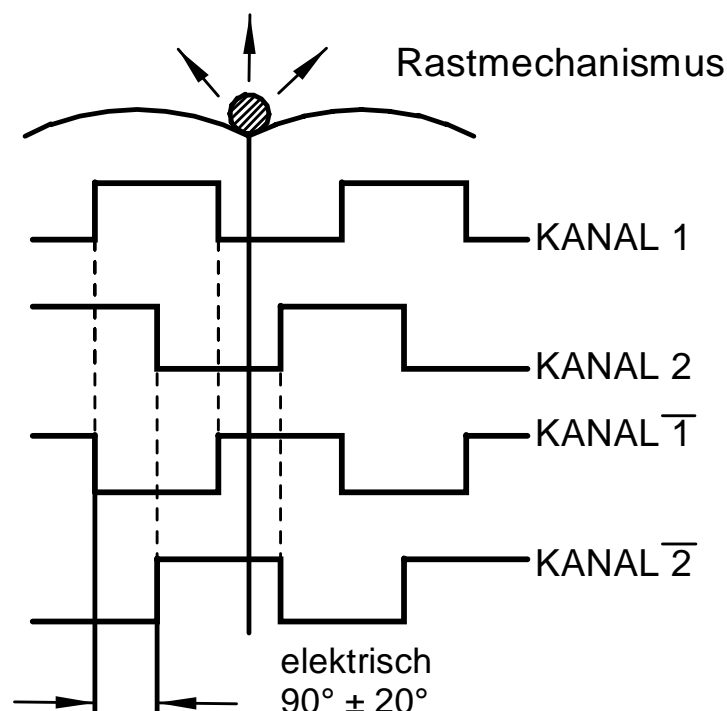 Rastmechanismus
KANAL 1
KANAL 2
KANAL 1̅
KANAL 2̅
elektrisch
90° ± 20°